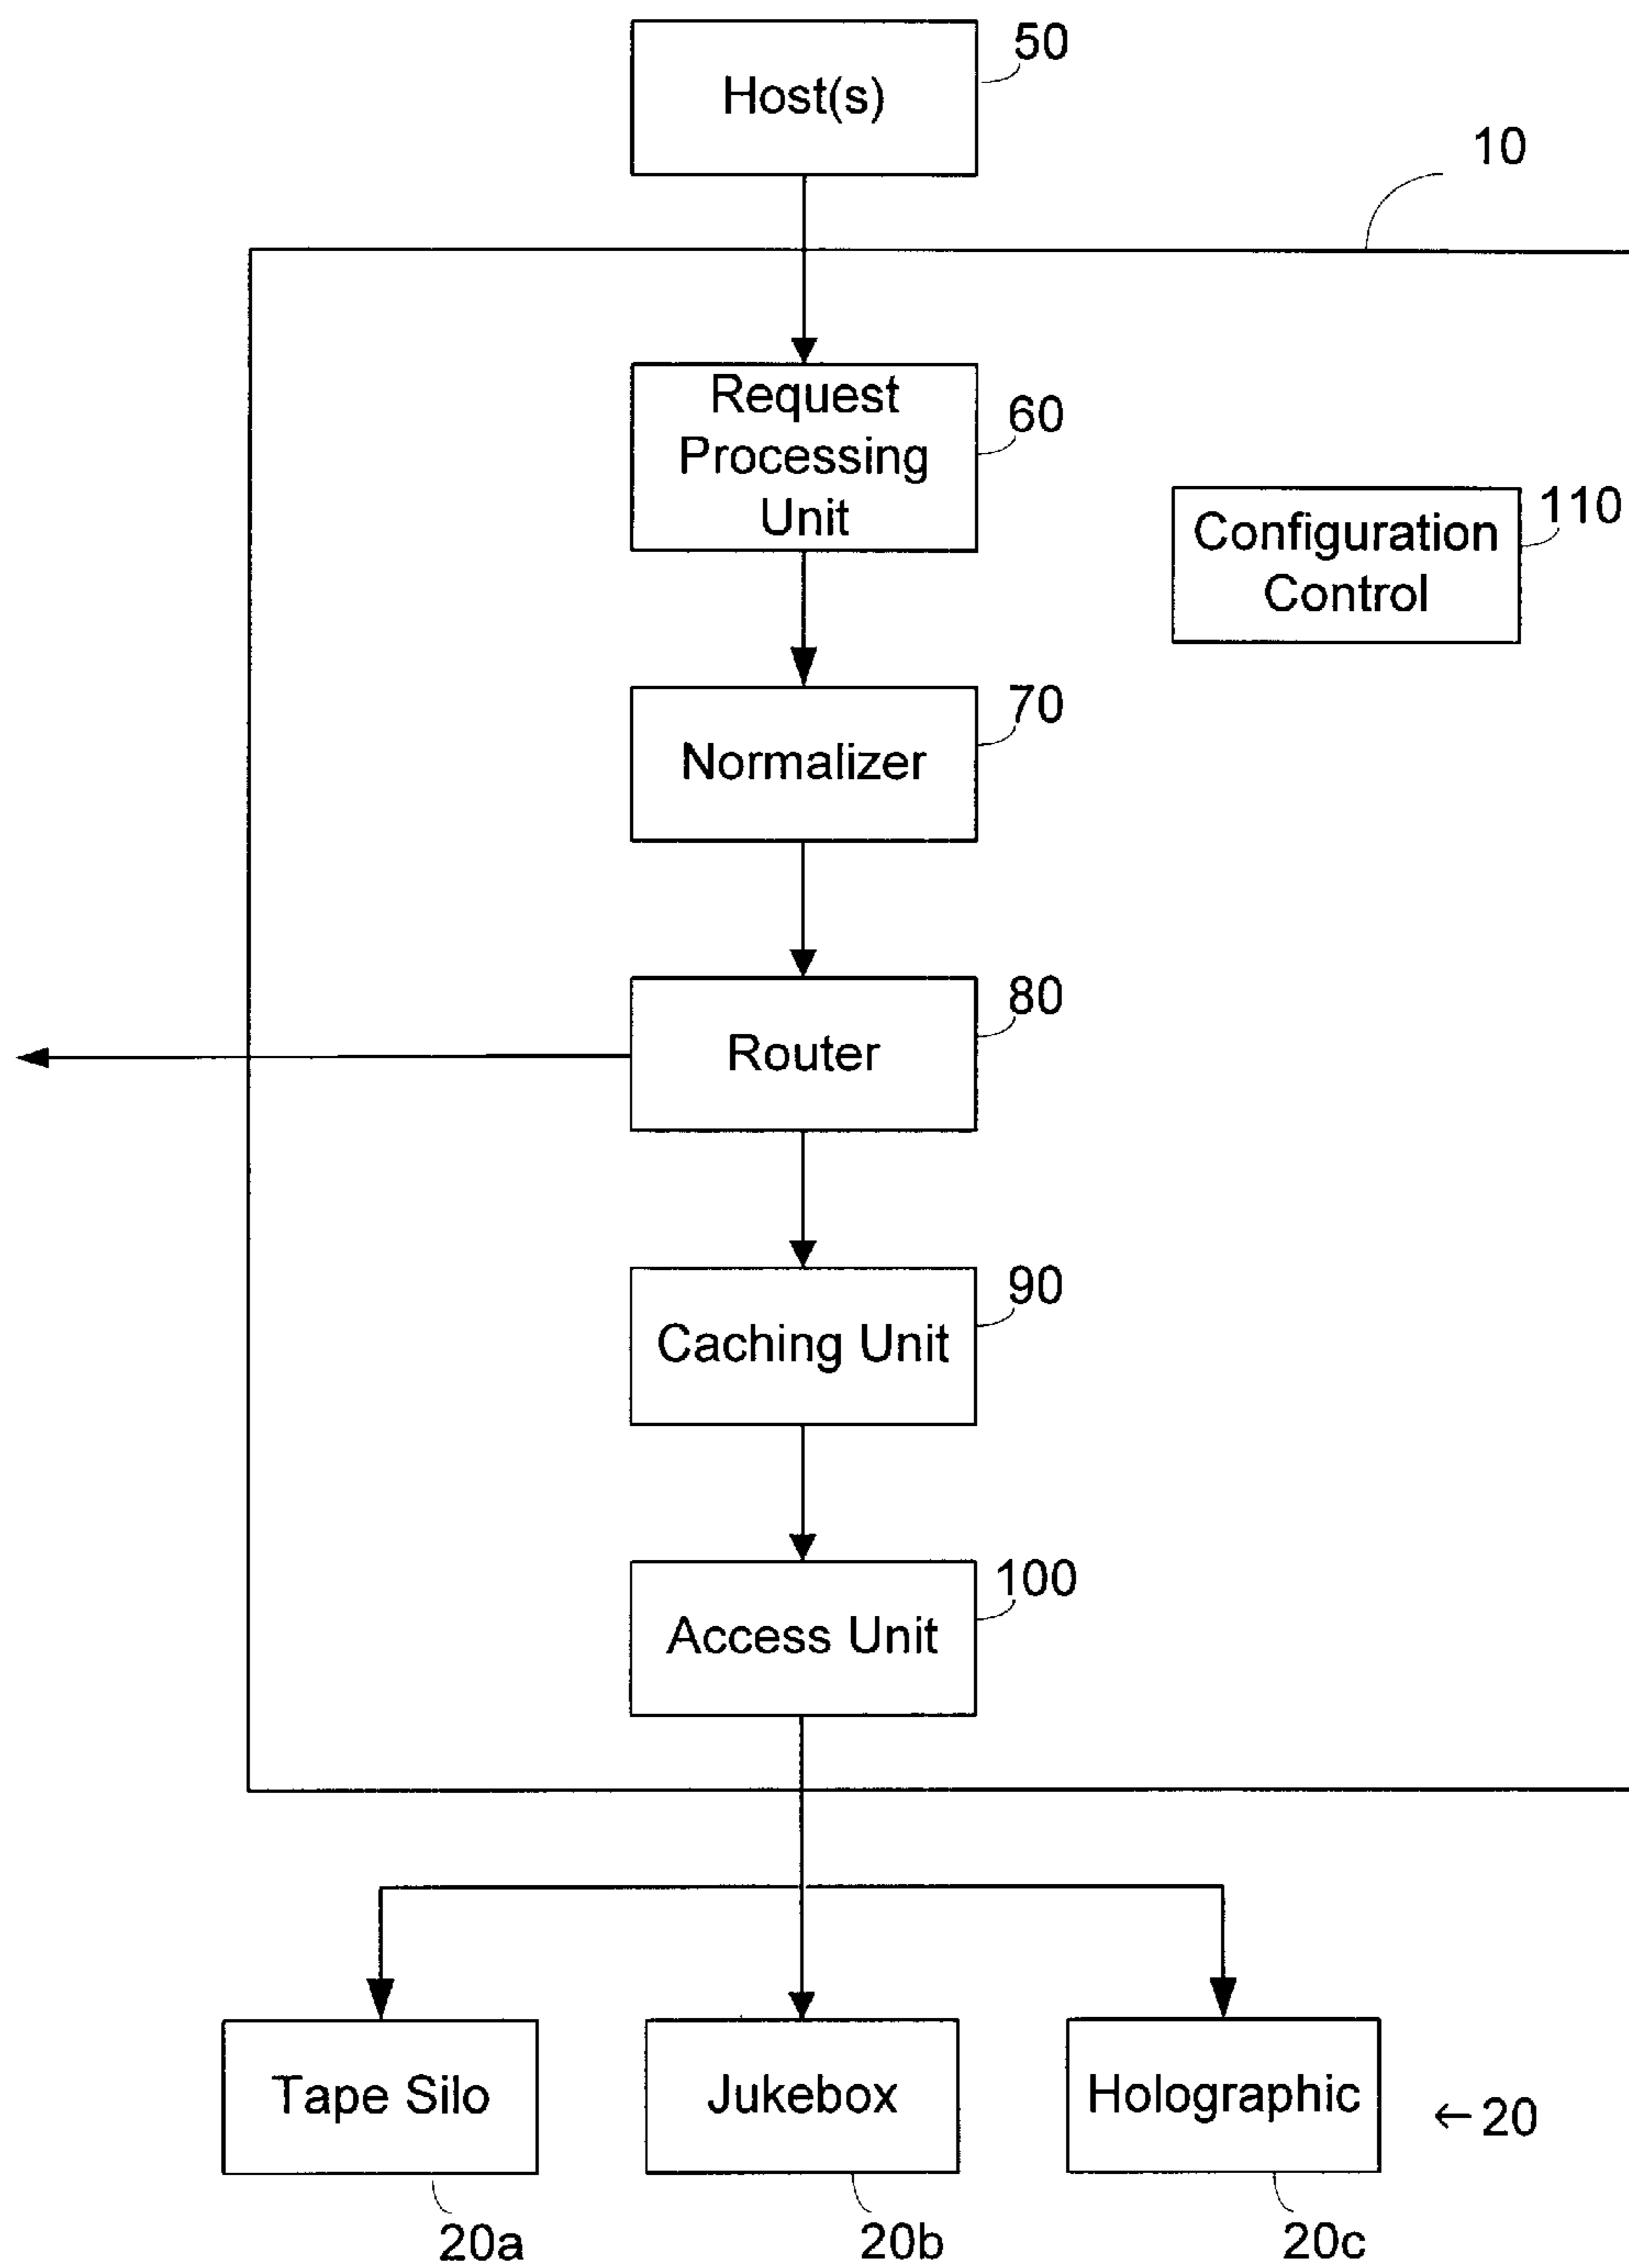 50
Host(s)
10
Request
Processing
Unit
60
Configuration
Control
110
70
Normalizer
80
Router
90
Caching Unit
100
Access Unit
Tape Silo
Jukebox
Holographic
←20
20a
20b
20c